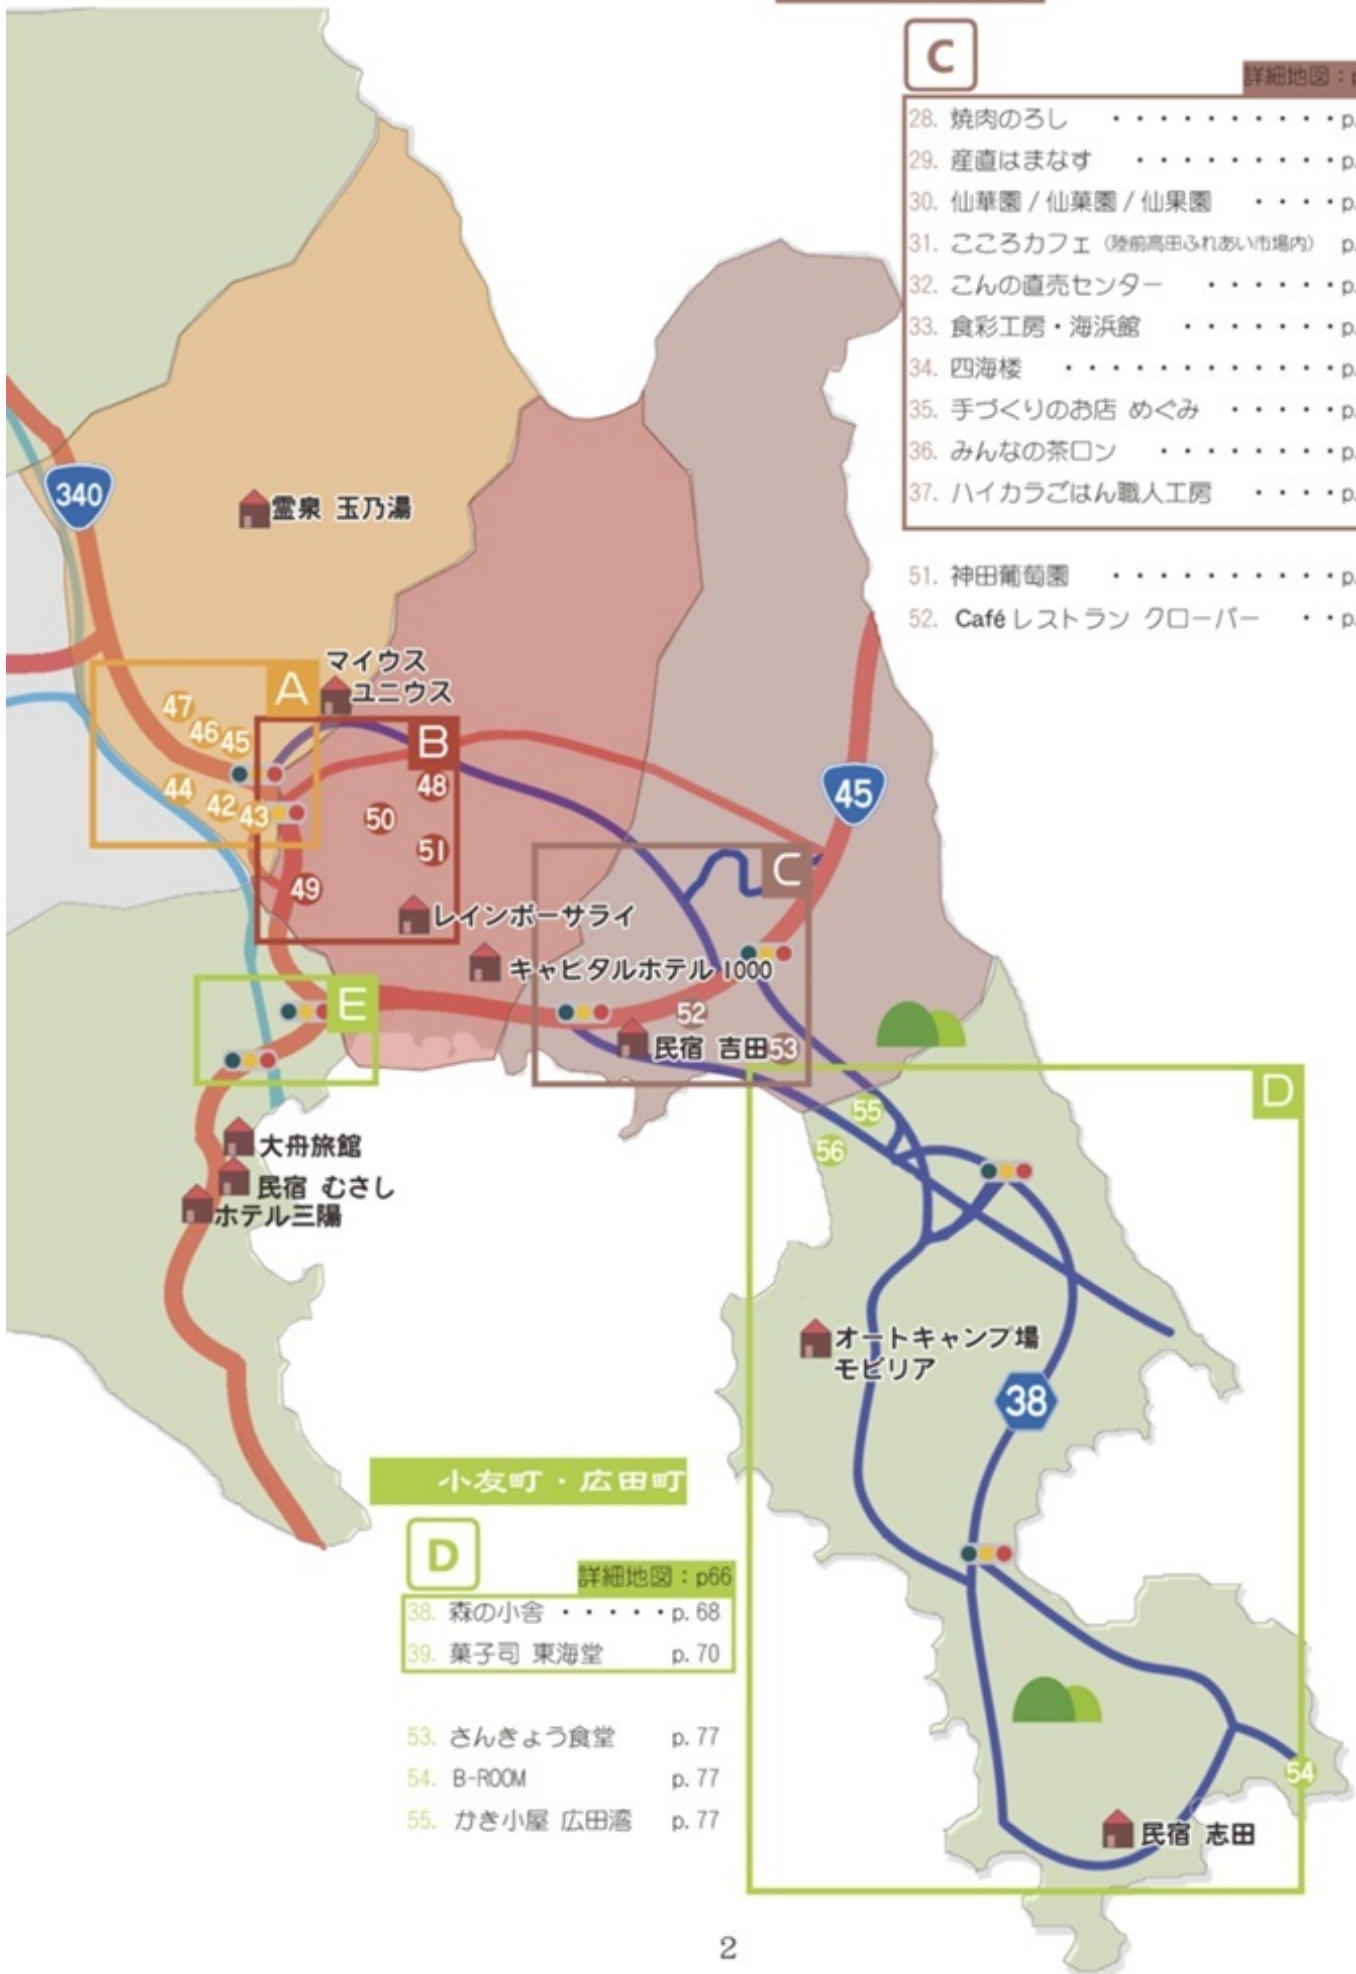 C
詳細地図：p
28. 焼肉のろし ・・・・・・・・・・p.
29. 産直はまなす ・・・・・・・・・p.
30. 仙華園 / 仙菓園 / 仙果園 ・・・・p.
31. こころカフェ（陸前高田ふれあい市場内） p.
32. こんの直売センター ・・・・・・p.
33. 食彩工房・海浜館 ・・・・・・・p.
34. 四海楼 ・・・・・・・・・・・・p.
35. 手づくりのお店 めぐみ ・・・・・p.
36. みんなの茶ロン ・・・・・・・・p.
37. ハイカラごはん職人工房 ・・・・p.
51. 神田葡萄園 ・・・・・・・・・・p.
52. Café レストラン クローバー ・・p.
340
霊泉 玉乃湯
マイウス
ユニウス
A
47
46
45
44
42
43
B
48
50
51
49
45
レインボーサライ
キャピタルホテル 1000
C
52
民宿 吉田
53
E
大舟旅館
民宿 むさし
ホテル三陽
D
55
56
オートキャンプ場
モビリア
38
54
民宿 志田
小友町・広田町
D
詳細地図：p66
38. 森の小舎 ・・・・・p. 68
39. 菓子司 東海堂 p. 70
53. さんきょう食堂 p. 77
54. B-ROOM p. 77
55. かき小屋 広田湾 p. 77
2